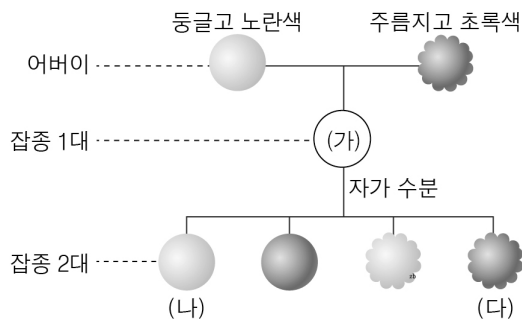 둥글고 노란색 주름지고 초록색
어버이
잡종 1대 (가)
자가 수분
잡종 2대
(나) (다)